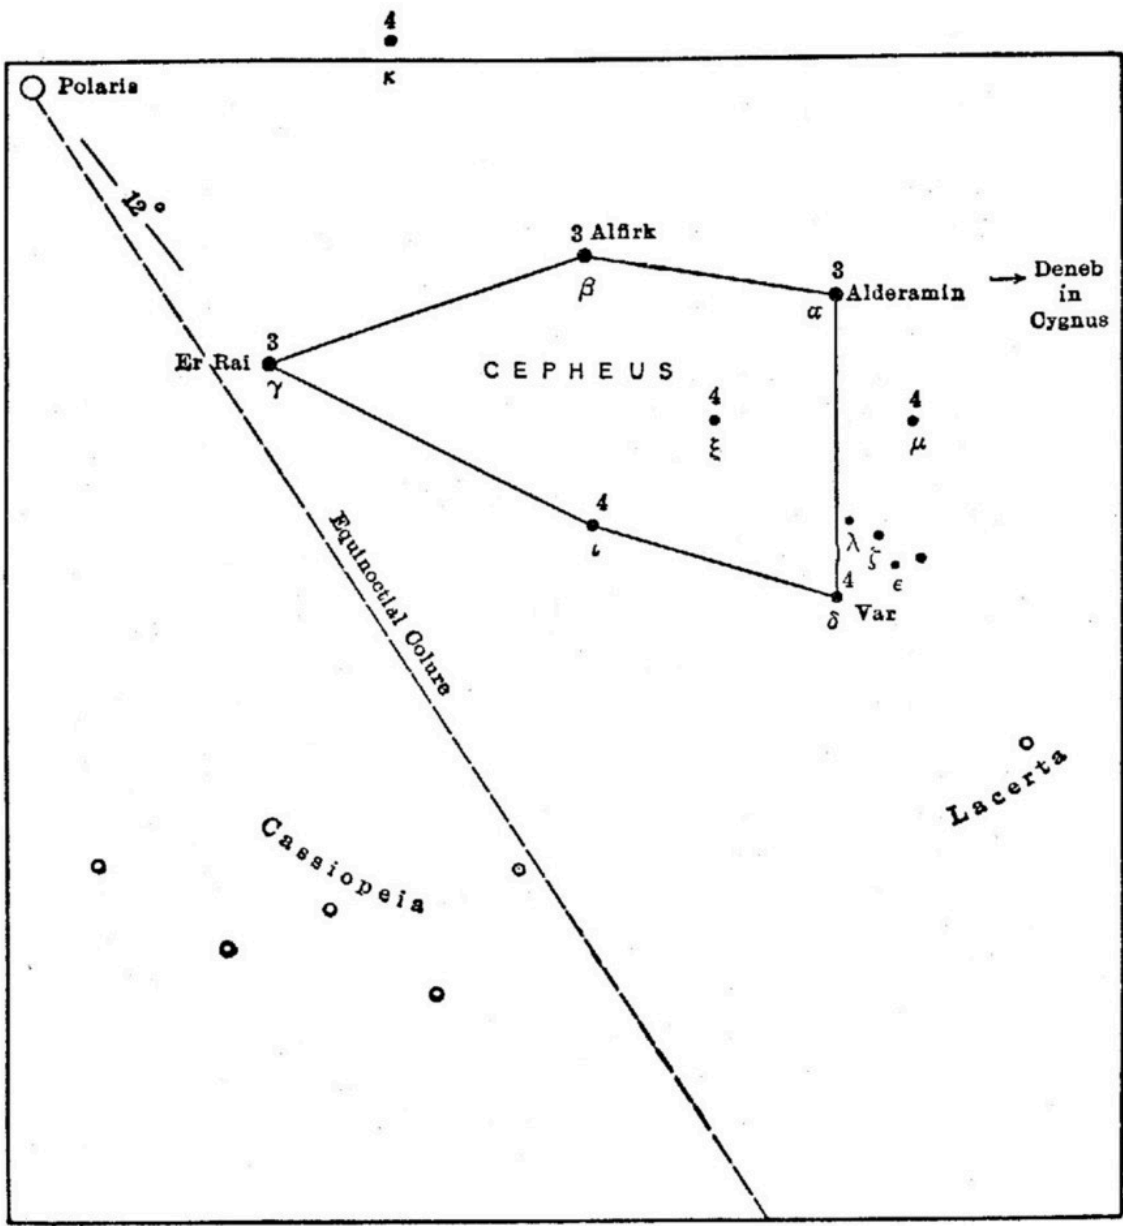 4
κ
Polaris
12°
3 Alfirk
β
3
Alderamin
α
→ Deneb
in
Cygnus
3
Er Rai
γ
CEPHEUS
4
ξ
4
μ
4
ι
λ
ζ
ϵ
4
δ
Var
Equinoctial Colure
Lacerta
Cassiopeia